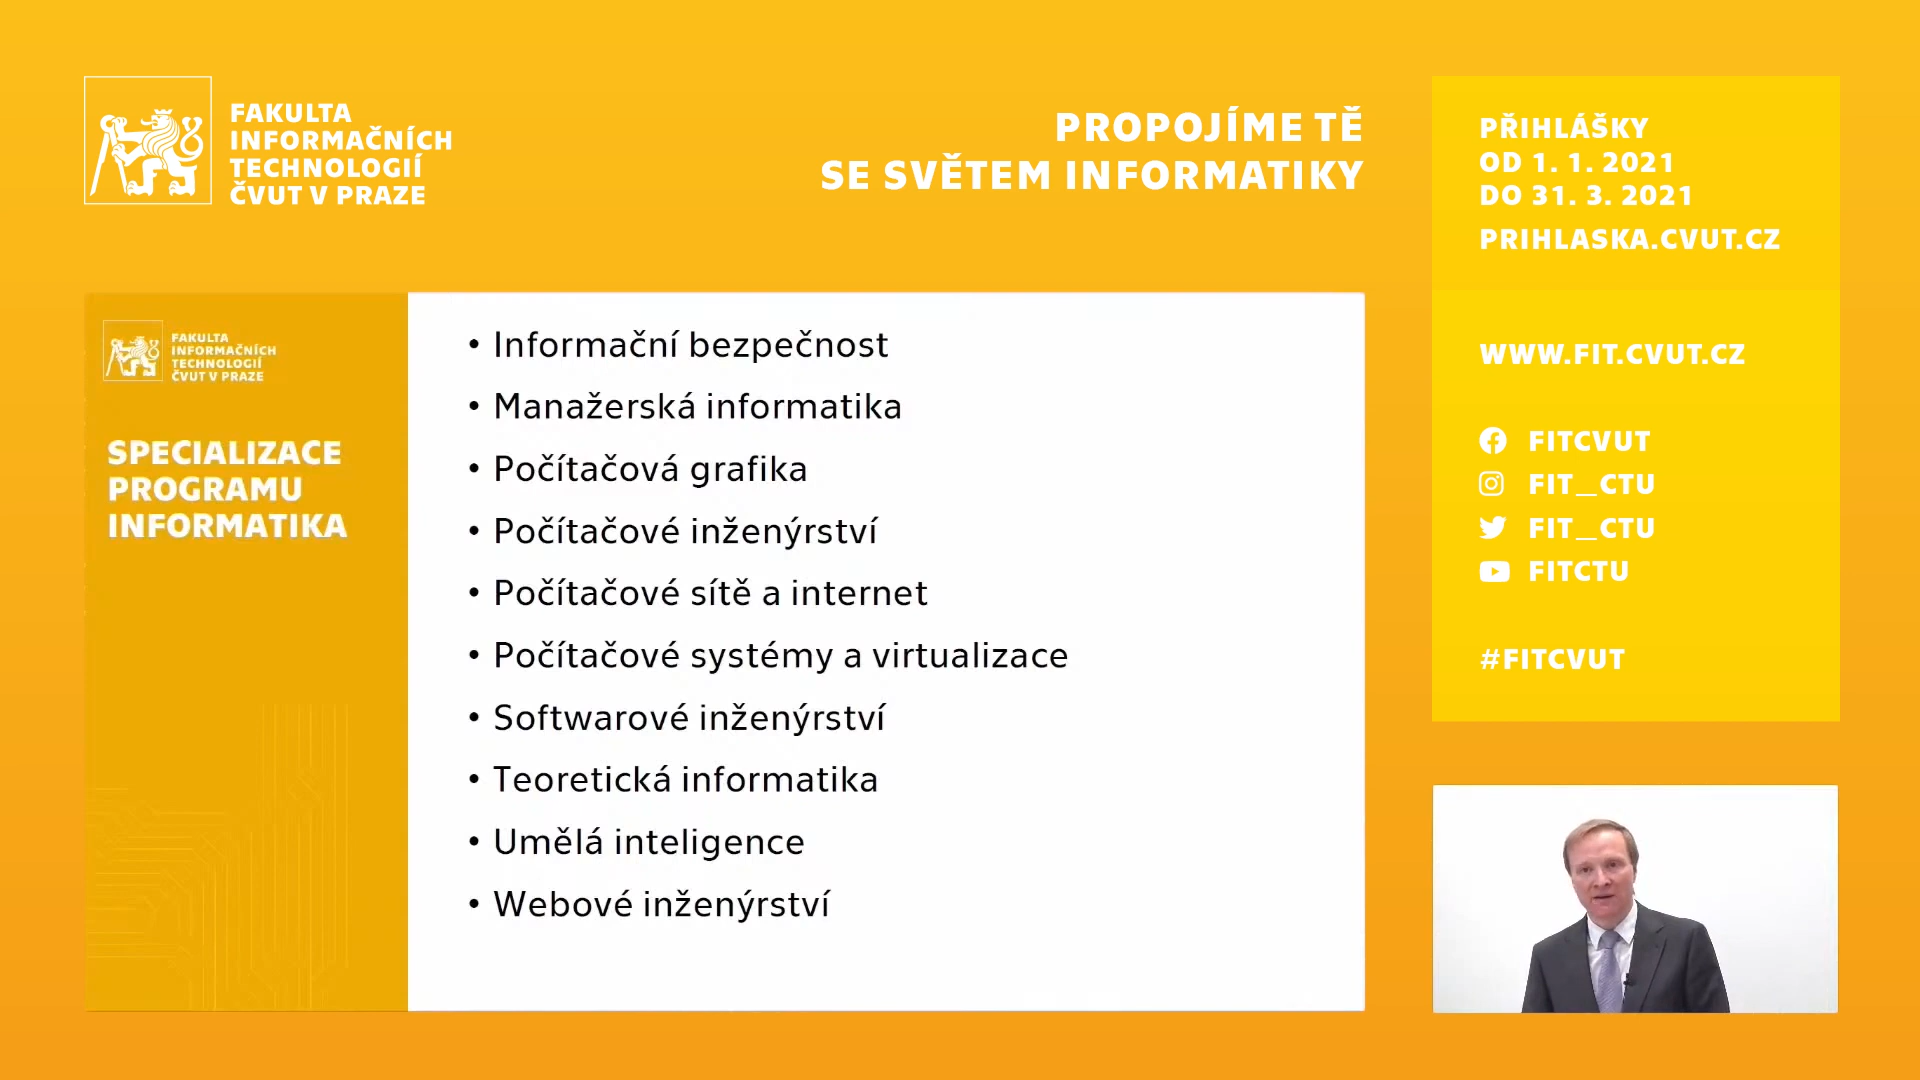 FAKULTA
INFORMAČNÍCH
TECHNOLOGIÍ
ČVUT V PRAZE
PROPOJÍME TĚ
SE SVĚTEM INFORMATIKY
PŘIHLÁŠKY
OD 1. 1. 2021
DO 31. 3. 2021
PRIHLASKA.CVUT.CZ
FAKULTA
INFORMAČNÍCH
TECHNOLOGIÍ
ČVUT V PRAZE
SPECIALIZACE
PROGRAMU
INFORMATIKA
• Informační bezpečnost
• Manažerská informatika
• Počítačová grafika
• Počítačové inženýrství
• Počítačové sítě a internet
• Počítačové systémy a virtualizace
• Softwarové inženýrství
• Teoretická informatika
• Umělá inteligence
• Webové inženýrství
WWW.FIT.CVUT.CZ
FITCVUT
FIT_CTU
FIT_CTU
FITCTU
#FITCVUT